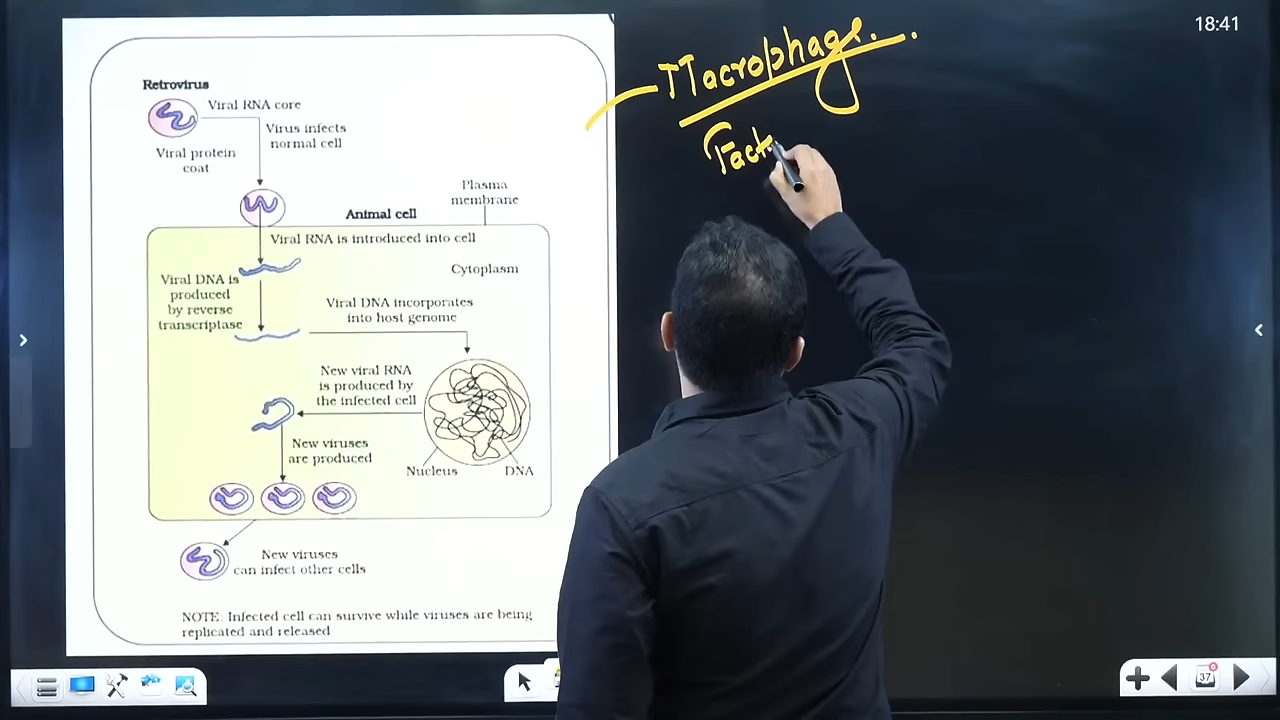 18:41
Macrophage.
Fact
Retrovirus
Viral RNA core
Virus infects
normal cell
Viral protein
coat
Plasma
membrane
Animal cell
Viral RNA is introduced into cell
Cytoplasm
Viral DNA is
produced
by reverse
transcriptase
Viral DNA incorporates
into host genome
New viral RNA
is produced by
the infected cell
New viruses
are produced
Nucleus
DNA
New viruses
can infect other cells
NOTE: Infected cell can survive while viruses are being
replicated and released
37